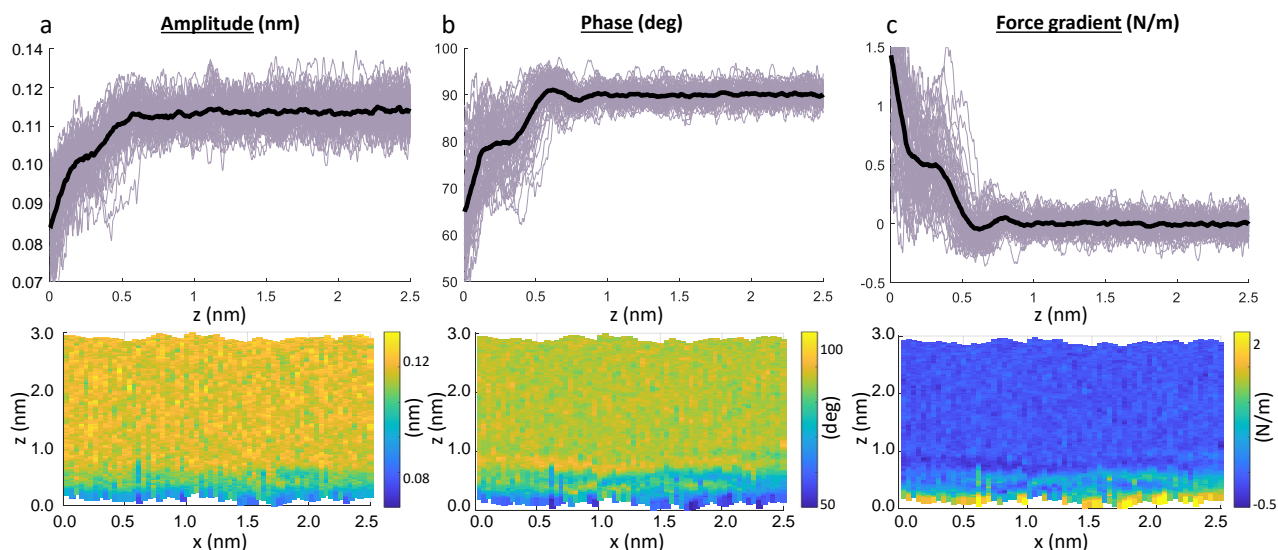 a Amplitude (nm)
0.14
0.12
0.11
0.10
0.09
0.08
0.07
0 0.5 1 1.5 2 2.5
z (nm)
b Phase (deg)
100
90
80
70
60
50
0 0.5 1 1.5 2 2.5
z (nm)
c Force gradient (N/m)
1.5
1
0.5
0
-0.5
0 0.5 1 1.5 2 2.5
z (nm)
3.0
2.0
1.0
0.0
z (nm)
0.0 0.5 1.0 1.5 2.0 2.5
x (nm)
0.12
0.08
(nm)
3.0
2.0
1.0
0.0
z (nm)
0.0 0.5 1.0 1.5 2.0 2.5
x (nm)
100
50
(deg)
3.0
2.0
1.0
0.0
z (nm)
0.0 0.5 1.0 1.5 2.0 2.5
x (nm)
2
-0.5
(N/m)